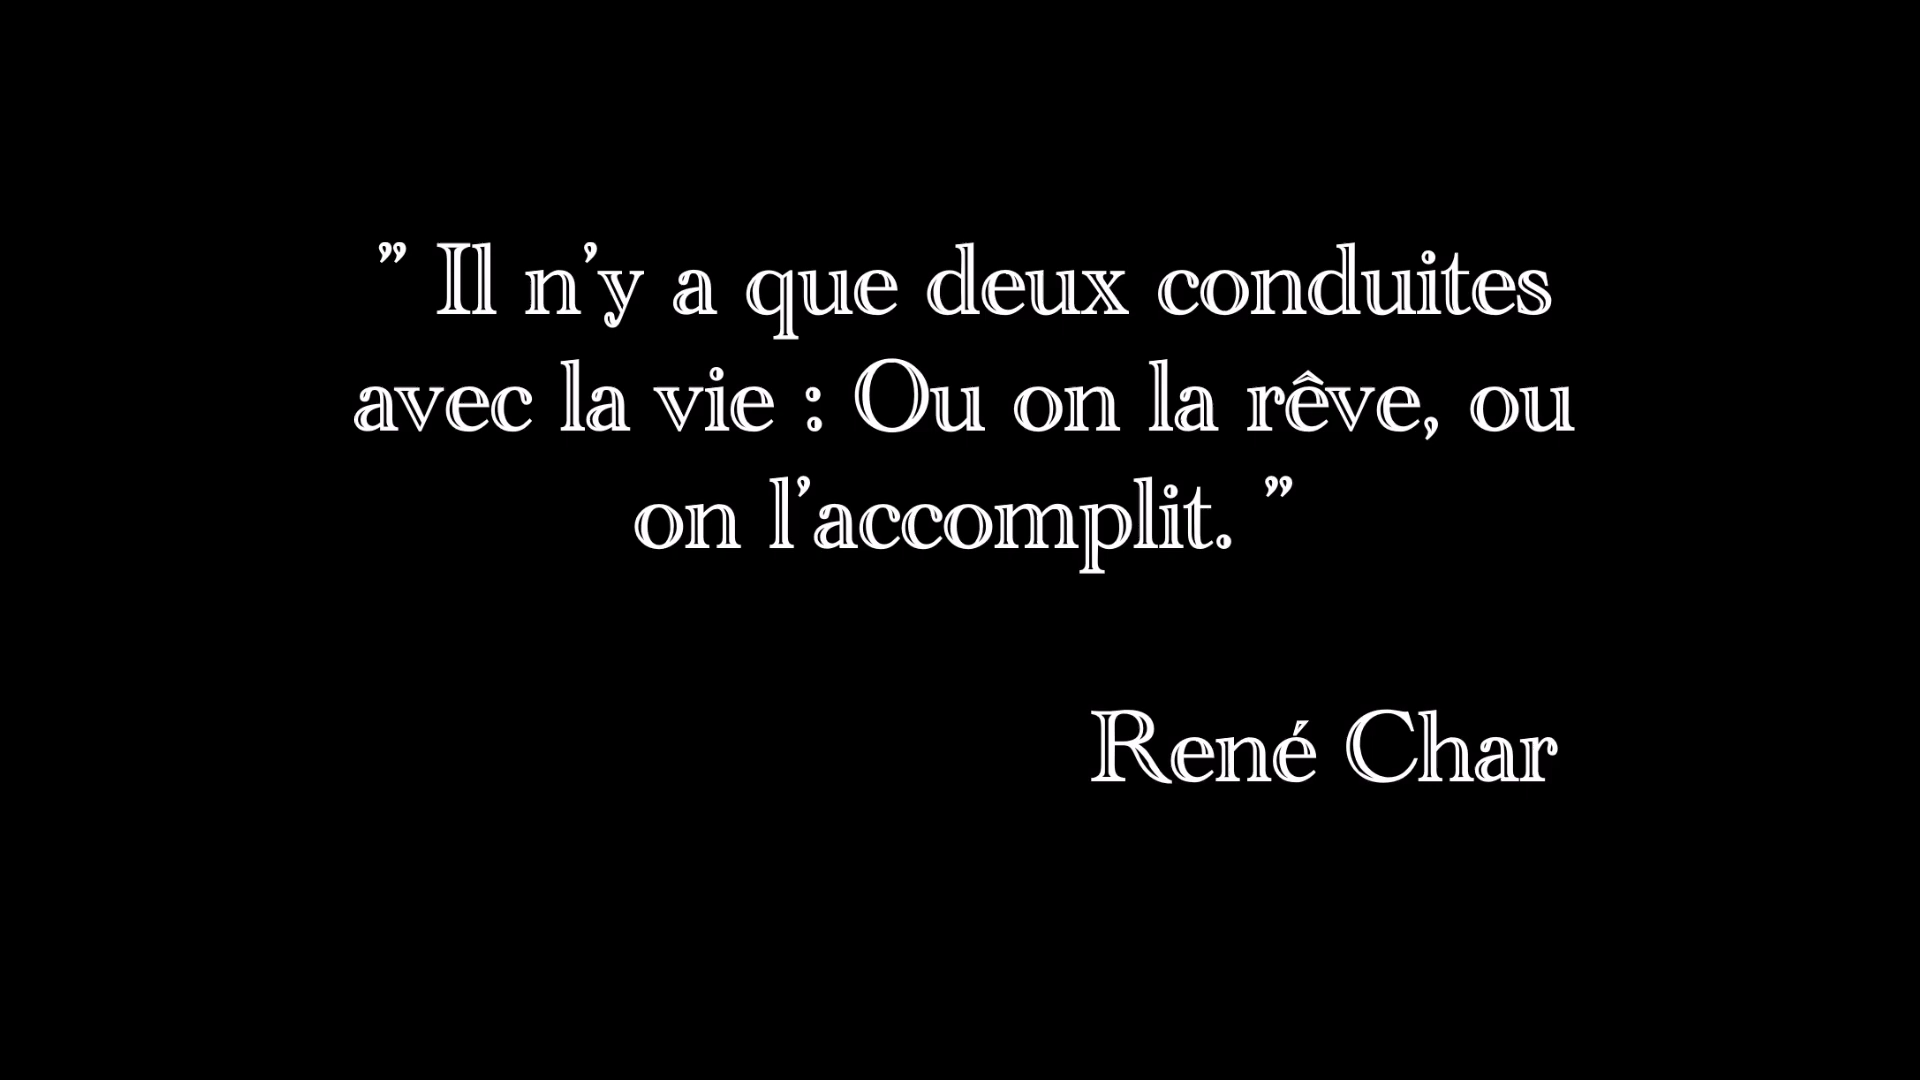 ” Il n’y a que deux conduites
avec la vie : Ou on la rêve, ou
on l’accomplit. ”
René Char